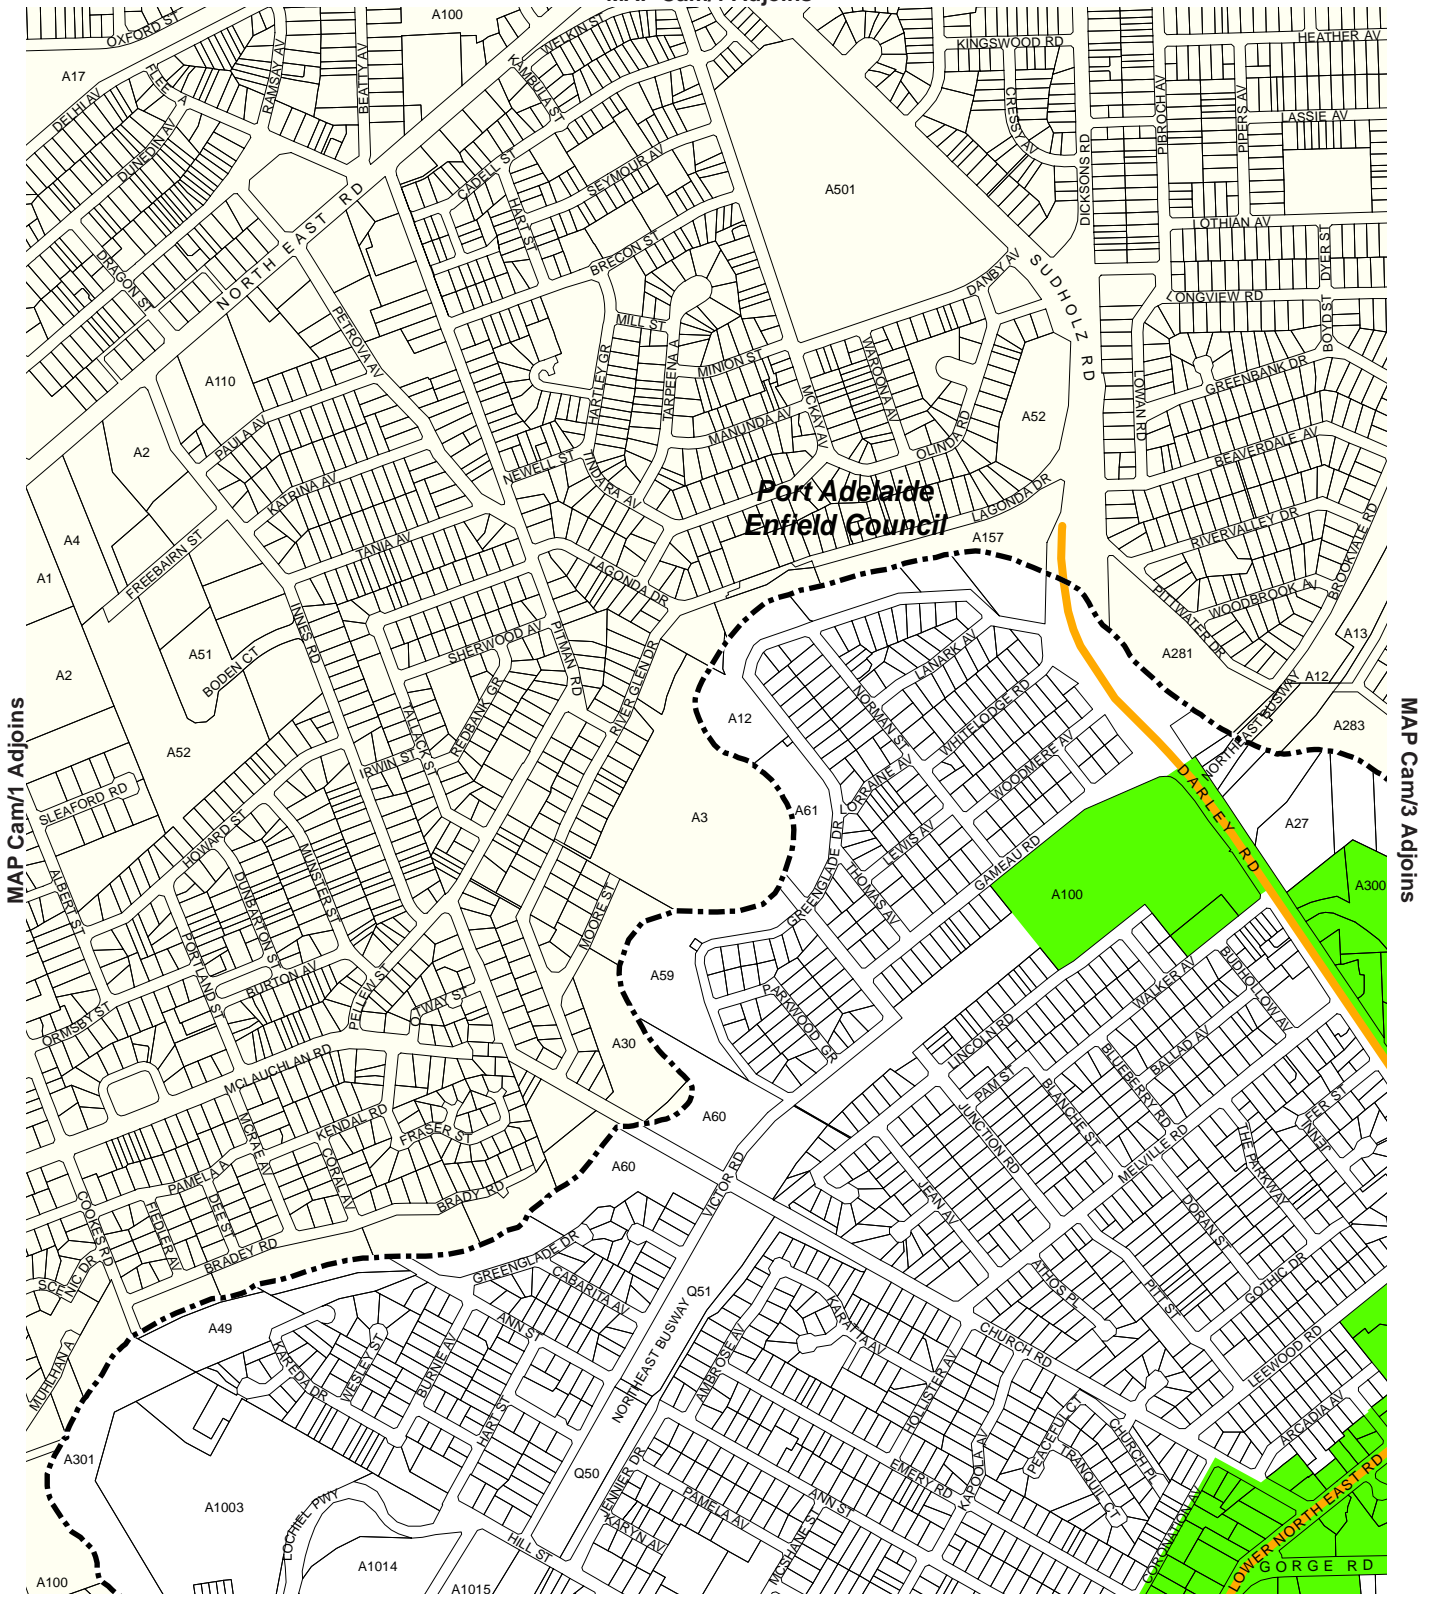 MAP Cam/1 Adjoins
MAP Cam/3 Adjoins
Port Adelaide
Enfield Council
OXFORD ST
A100
WELKIN ST
KINGSWOOD RD
HEATHER AV
A17
RAMSAY AV
BEATTY AV
KAMBULA ST
DELHI AV
CRESSY AV
PIBROCH AV
PIPERS AV
LASSIE AV
DUNEDIN AV
CADELL ST
SEYMOUR AV
A501
DICKSONS RD
NORTH EAST RD
HART ST
LOTHIAN AV
DYER ST
DRAGON ST
BRECON ST
DANBY AV
SUDHOLZ RD
LONGVIEW RD
BOYD ST
PETROVA AV
MILL ST
MINION ST
WAROONA AV
GREENBANK DR
A110
HARTLEY GR
TARPEENA A
MCKAY AV
LOWAN RD
A52
PAULA AV
MANUNDA AV
OLINDA RD
BEAVERDALE AV
A2
NEWELL ST
TINDARA AV
KATRINA AV
LAGONDA DR
BROOKVALE RD
A4
FREEBAIRN ST
TANIA AV
A157
RIVERVALLEY DR
A1
LAGONDA DR
PITTWATER DR
WOODBROOK AV
INNES RD
SHERWOOD AV
PITMAN RD
RIVER GLEN DR
LANARK AV
A13
A51
BODEN CT
A281
A2
REDBANK GR
A12
NORMAN ST
WHITELODGE RD
A12
TALLACK ST
NORTHEAST BUSWAY
A283
A52
IRWIN ST
LORRAINE AV
WOODMERE AV
SLEAFORD RD
A3
A61
DARLEY RD
A27
HOWARD ST
LEWIS AV
GAMEAU RD
MUNSTER ST
GREENGLADE DR
THOMAS AV
ALBERT ST
DUNBARTON ST
A100
A300
MOORE ST
PORTLAND ST
BURTON AV
A59
WALKER AV
BUDHOLLOW AV
PELLEW ST
OTWAY ST
PARKWOOD GR
ORMSBY ST
LINCOLN RD
A30
MCLAUCHLAN RD
BLUEBERRY RD
BALLAD AV
PAM ST
BLANCHE ST
KENDAL RD
FRASER ST
A60
JUNCTION RD
JENNIFER ST
MCRAE AV
MELVILLE RD
THE PARKWAY
PAMELA A
CORAL AV
A60
VICTOR RD
BRADY RD
JEAN AV
DORAN ST
COOKES RD
FIEDLER AV
DEE ST
BRADEY RD
SCENIC DR
GREENGLADE DR
CABARITA AV
ATHOS PL
PITT ST
GOTHIC DR
Q51
A49
ANN ST
NORTHEAST BUSWAY
KARATTA AV
CHURCH RD
LEEWOOD RD
MUHLHAN A
KAREDA DR
WESLEY ST
BURNIE AV
AMBROSE AV
HOLLISTER AV
HART ST
PEACEFUL CT
CHURCH PL
ARCADIA AV
A301
Q50
EMERY RD
KAPOOLA AV
TRANQUIL CT
LOWER NORTH EAST RD
A1003
LOCHIEL PWY
PAMELA AV
ANN ST
CORONATION AV
KARYN AV
HILL ST
MCSHANE ST
A1014
GORGE RD
A100
A1015